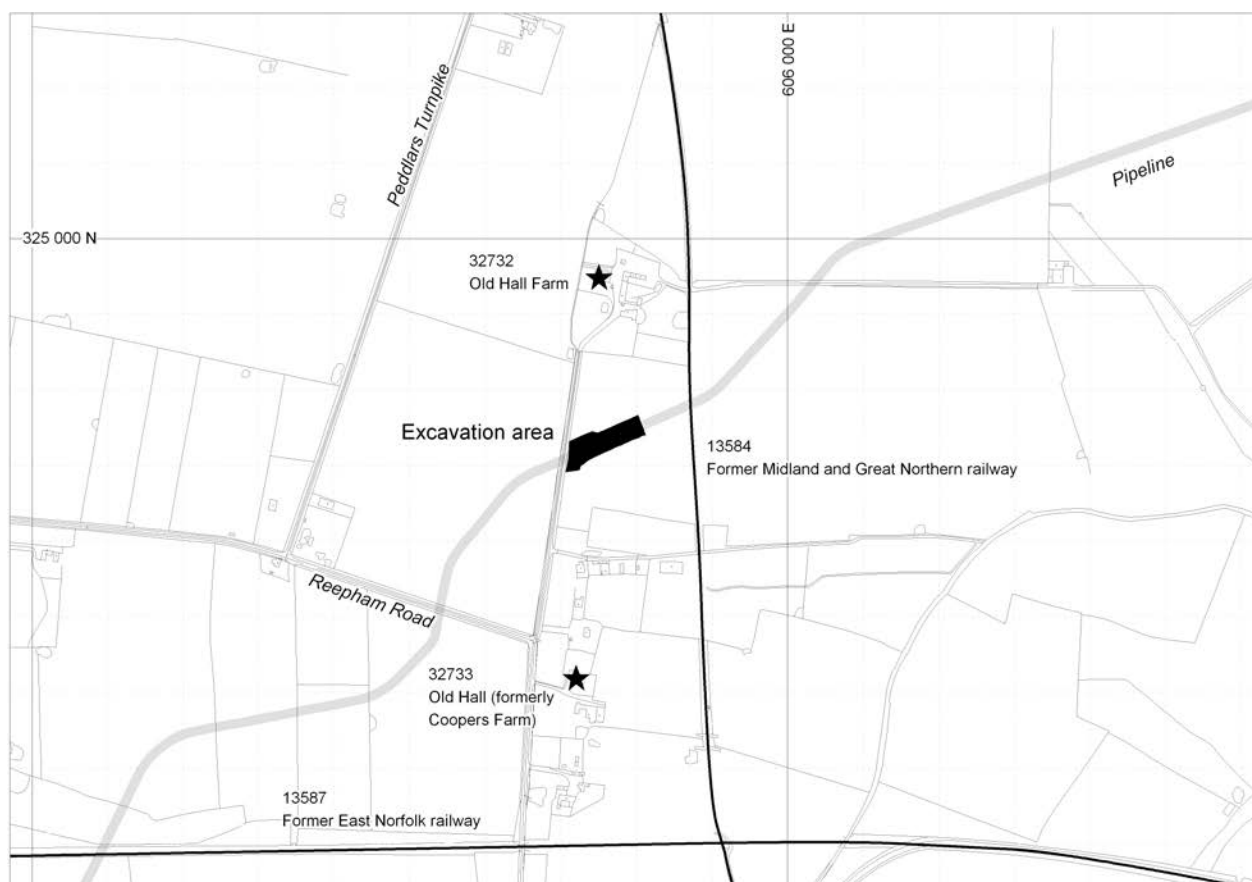 606 000 E
Peddlars Turnpike
Pipeline
325 000 N
32732
Old Hall Farm
Excavation area
13584
Former Midland and Great Northern railway
Reepham Road
32733
Old Hall (formerly
Coopers Farm)
13587
Former East Norfolk railway